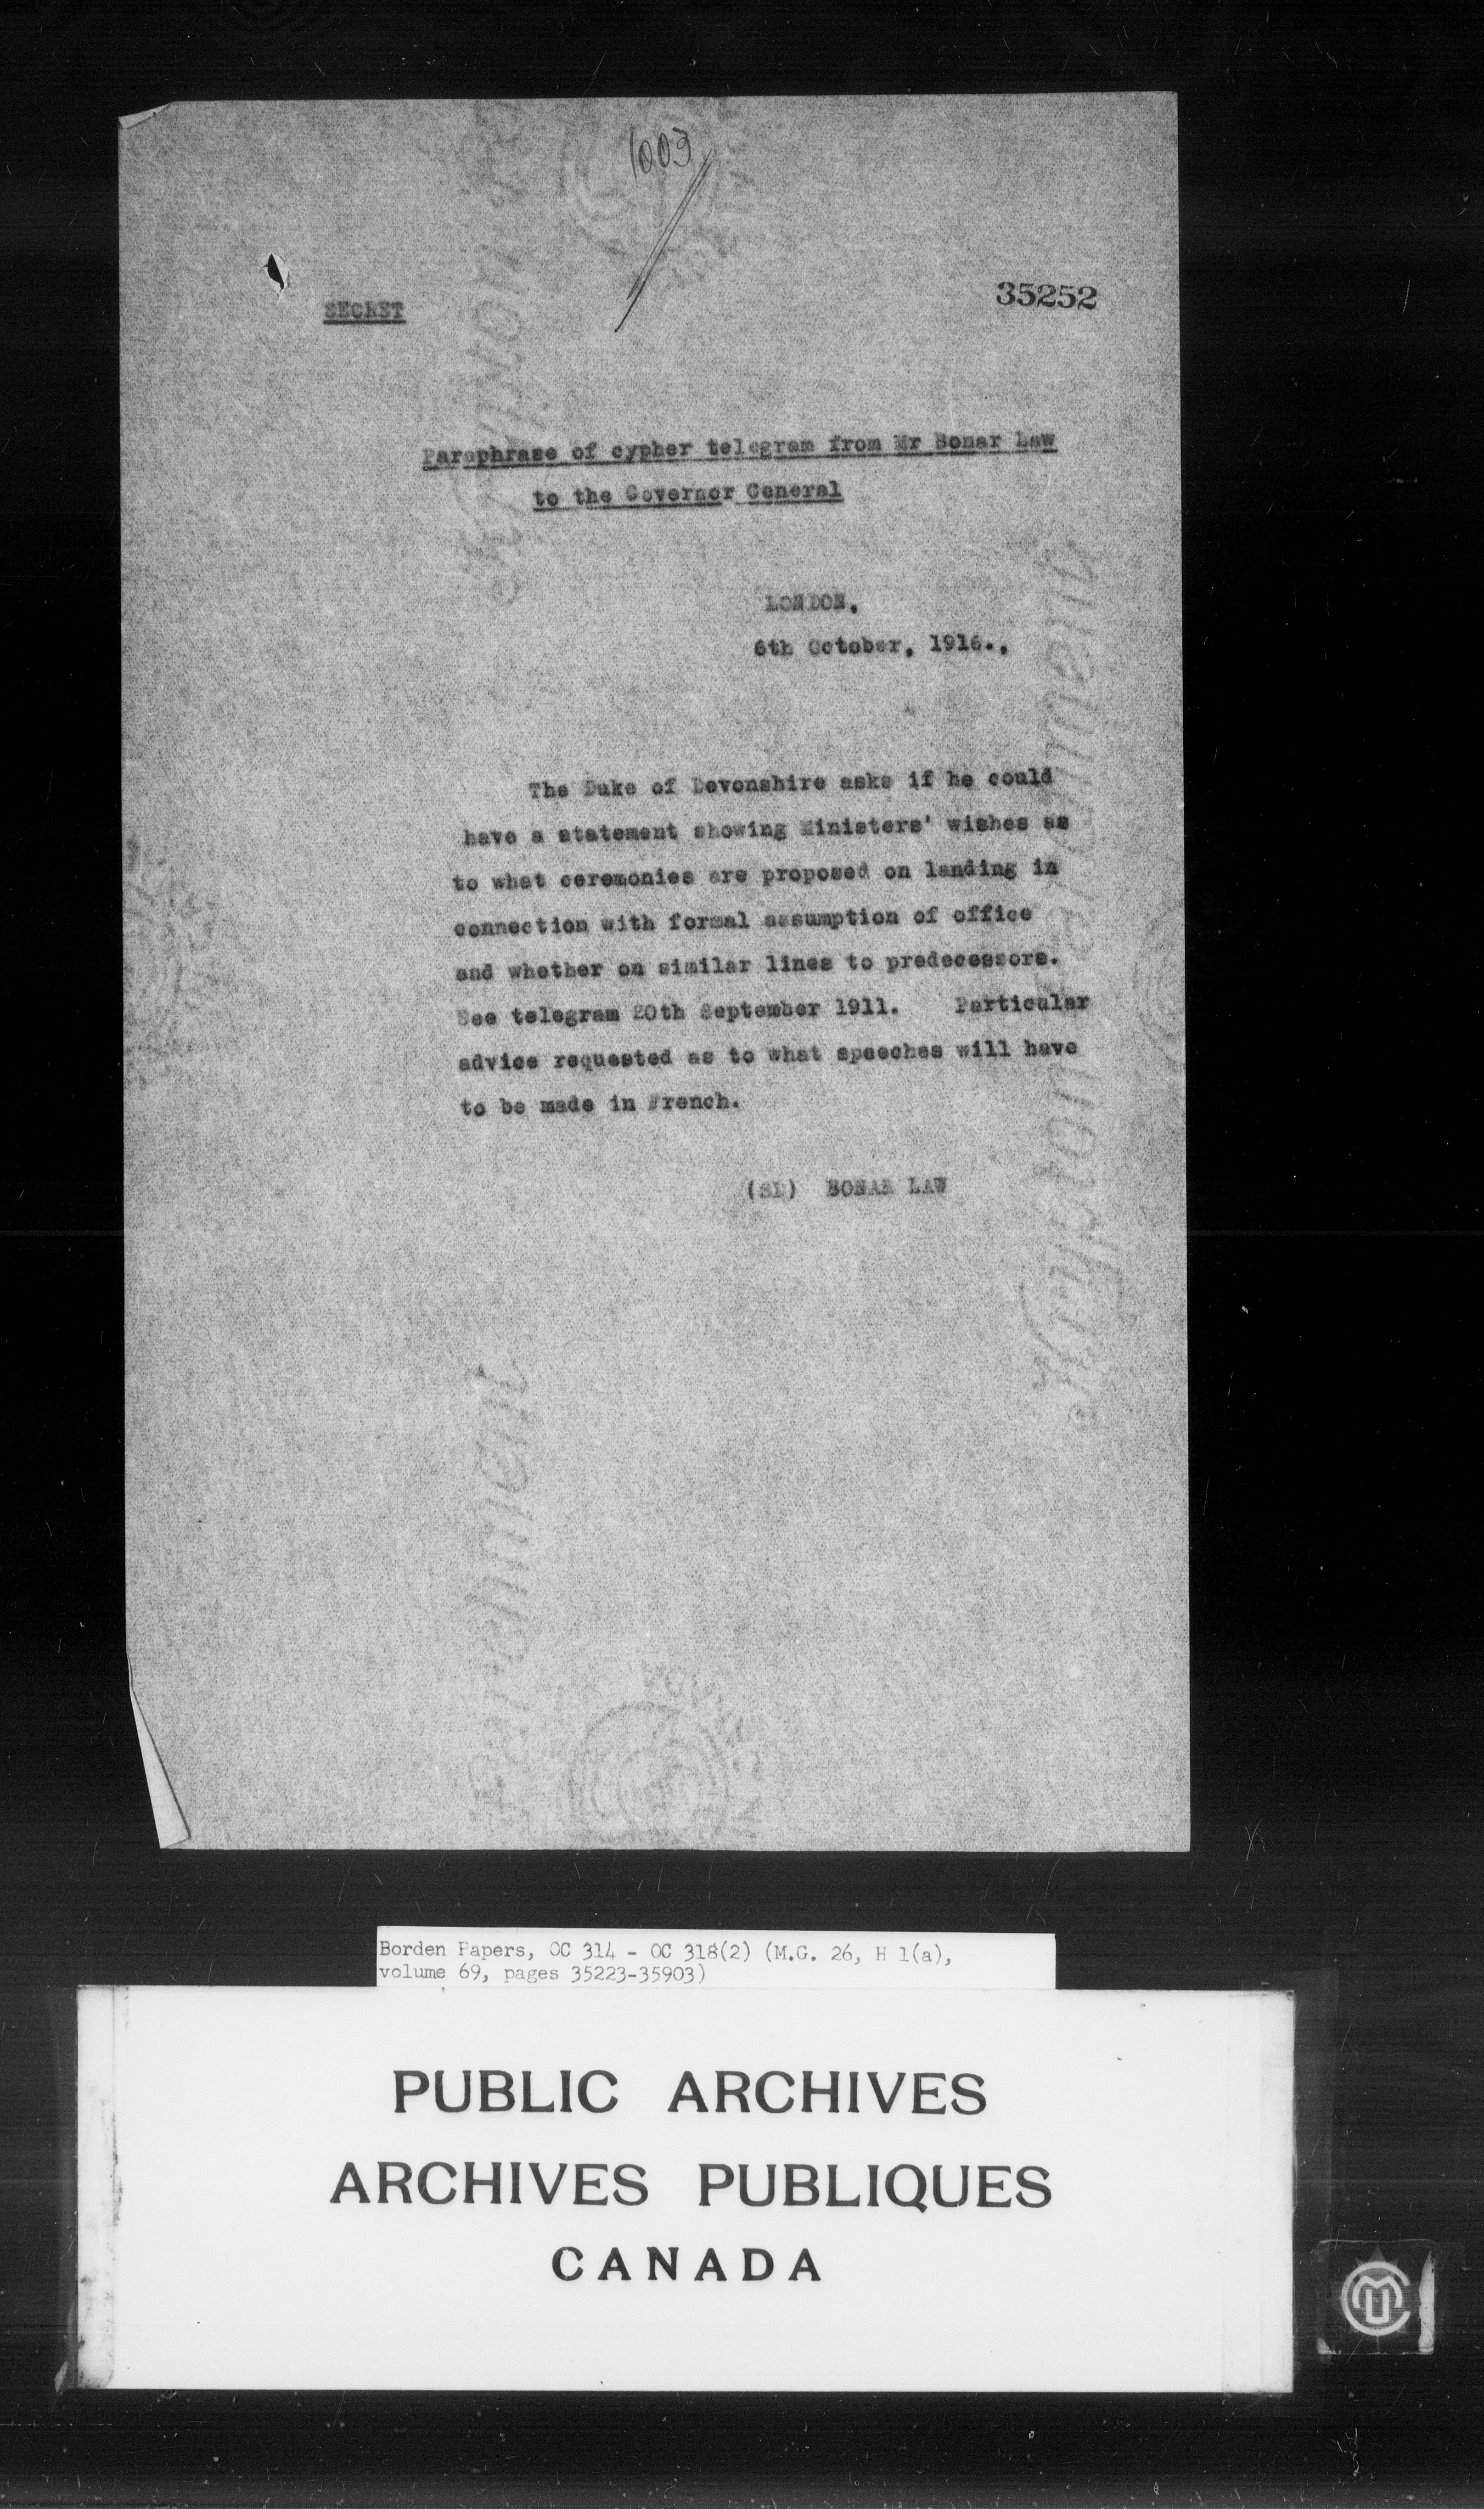 1003
SECRET
35252
Paraphrase of cypher telegram from Mr Bonar Law
to the Governor General
LONDON.
6th October, 1916.,
The Duke of Devonshire asks if he could
have a statement showing Ministers' wishes as
to what ceremonies are proposed on landing in
connection with formal assumption of office
and whether on similar lines to predecessors.
See telegram 20th September 1911. Particular
advice requested as to what speeches will have
to be made in French.
(SD) BONAR LAW
Borden Papers, OC 314 - OC 318(2) (M.G. 26, H 1(a),
volume 69, pages 35223-35903)
PUBLIC ARCHIVES
ARCHIVES PUBLIQUES
CANADA